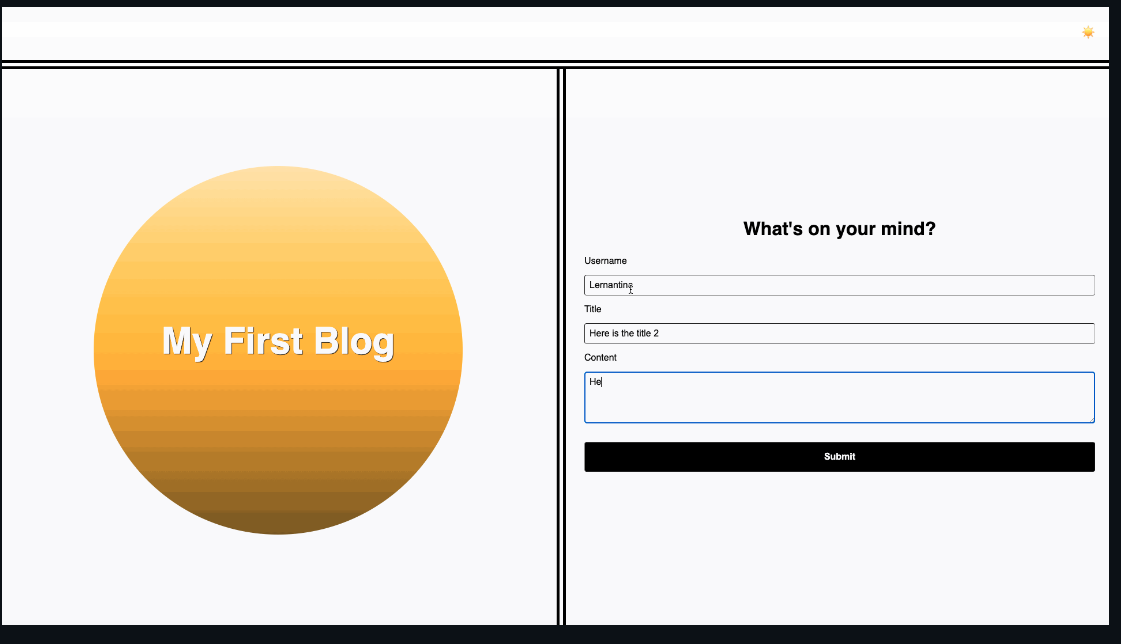 My First Blog
What's on your mind?
Username
Lernantino
Title
Here is the title 2
Content
He
Submit